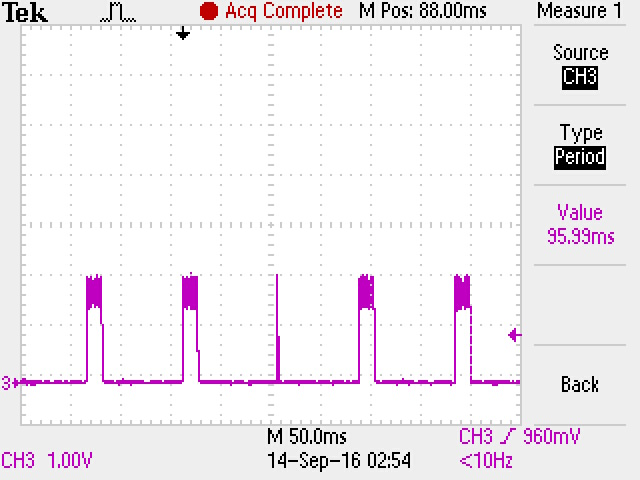 Tek Acq Complete M Pos: 88.00ms Measure 1
Source
CH3
Type
Period
Value
95.99ms
3
Back
M 50.0ms CH3 960mV
CH3 1.00V 14-Sep-16 02:54 <10Hz